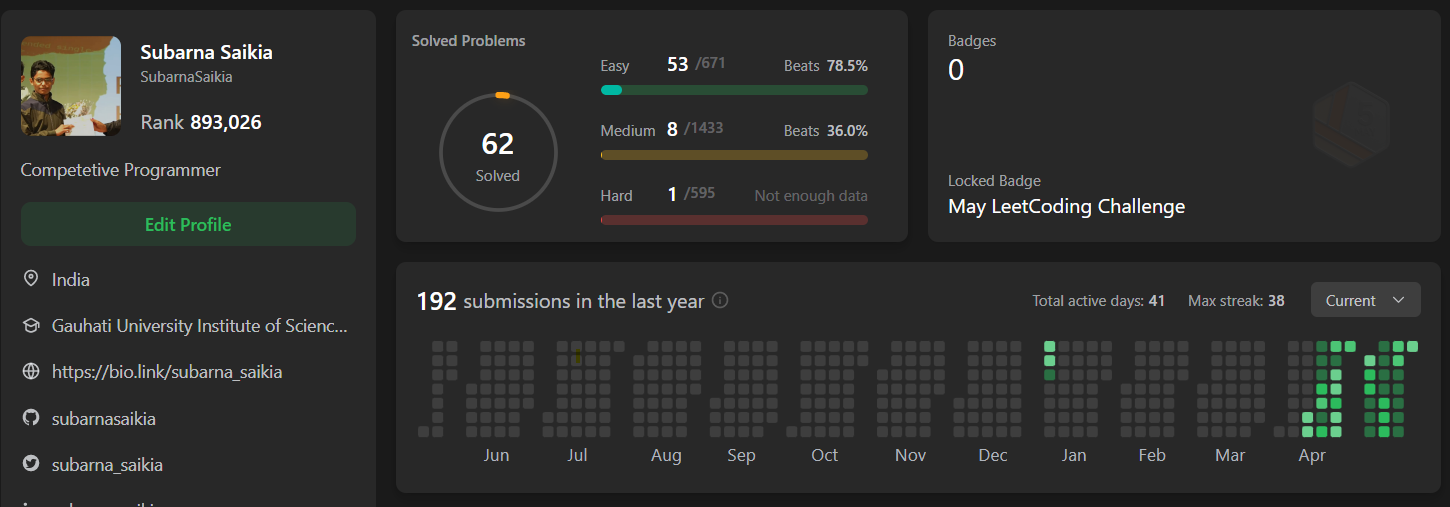 Subarna Saikia
SubarnaSaikia
Rank 893,026
Competetive Programmer
Edit Profile
India
Gauhati University Institute of Scienc...
https://bio.link/subarna_saikia
subarnasaikia
subarna_saikia
Solved Problems
62
Solved
Easy 53 /671 Beats 78.5%
Medium 8 /1433 Beats 36.0%
Hard 1 /595 Not enough data
Badges
0
Locked Badge
May LeetCoding Challenge
192 submissions in the last year
Total active days: 41 Max streak: 38 Current
Jun Jul Aug Sep Oct Nov Dec Jan Feb Mar Apr